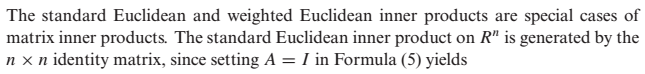 The standard Euclidean and weighted Euclidean inner products are special cases of
matrix inner products. The standard Euclidean inner product on Rⁿ is generated by the
n × n identity matrix, since setting A = I in Formula (5) yields